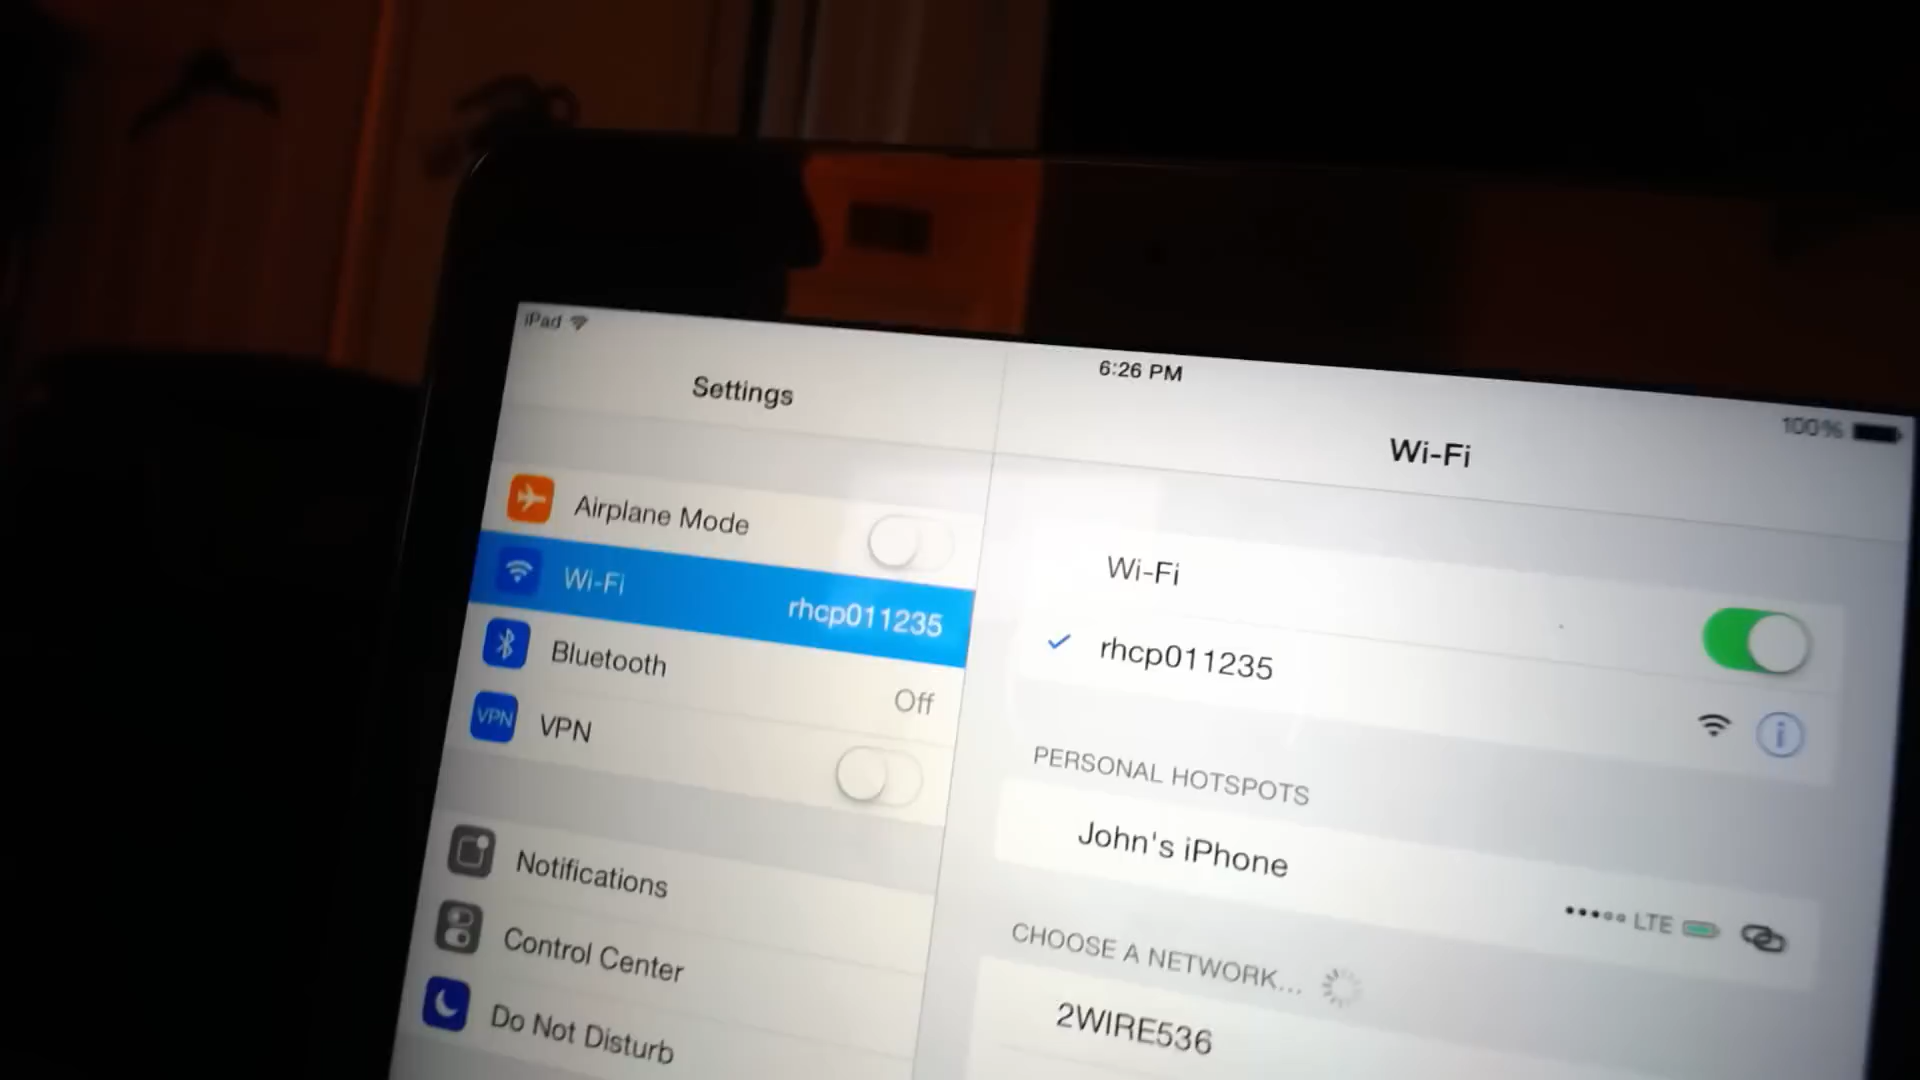 iPad
6:26 PM
100%
Settings
Wi-Fi
Airplane Mode
Wi-Fi
rhcp011235
Bluetooth
Off
VPN
VPN
Notifications
Control Center
Do Not Disturb
Wi-Fi
rhcp011235
PERSONAL HOTSPOTS
John's iPhone
LTE
CHOOSE A NETWORK...
2WIRE536